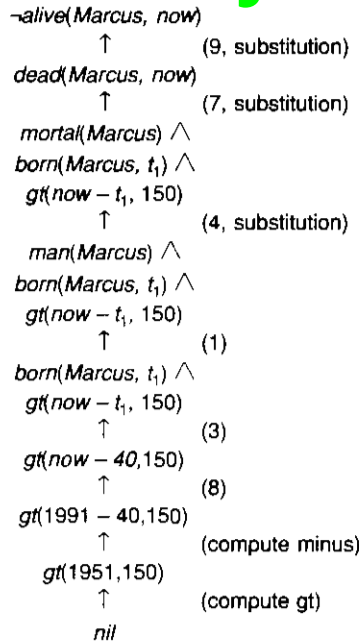 ¬alive(Marcus, now)
↑ (9, substitution)
dead(Marcus, now)
↑ (7, substitution)
mortal(Marcus) ∧
born(Marcus, t₁) ∧
gt(now – t₁, 150)
↑ (4, substitution)
man(Marcus) ∧
born(Marcus, t₁) ∧
gt(now – t₁, 150)
↑ (1)
born(Marcus, t₁) ∧
gt(now – t₁, 150)
↑ (3)
gt(now – 40,150)
↑ (8)
gt(1991 – 40,150)
↑ (compute minus)
gt(1951,150)
↑ (compute gt)
nil